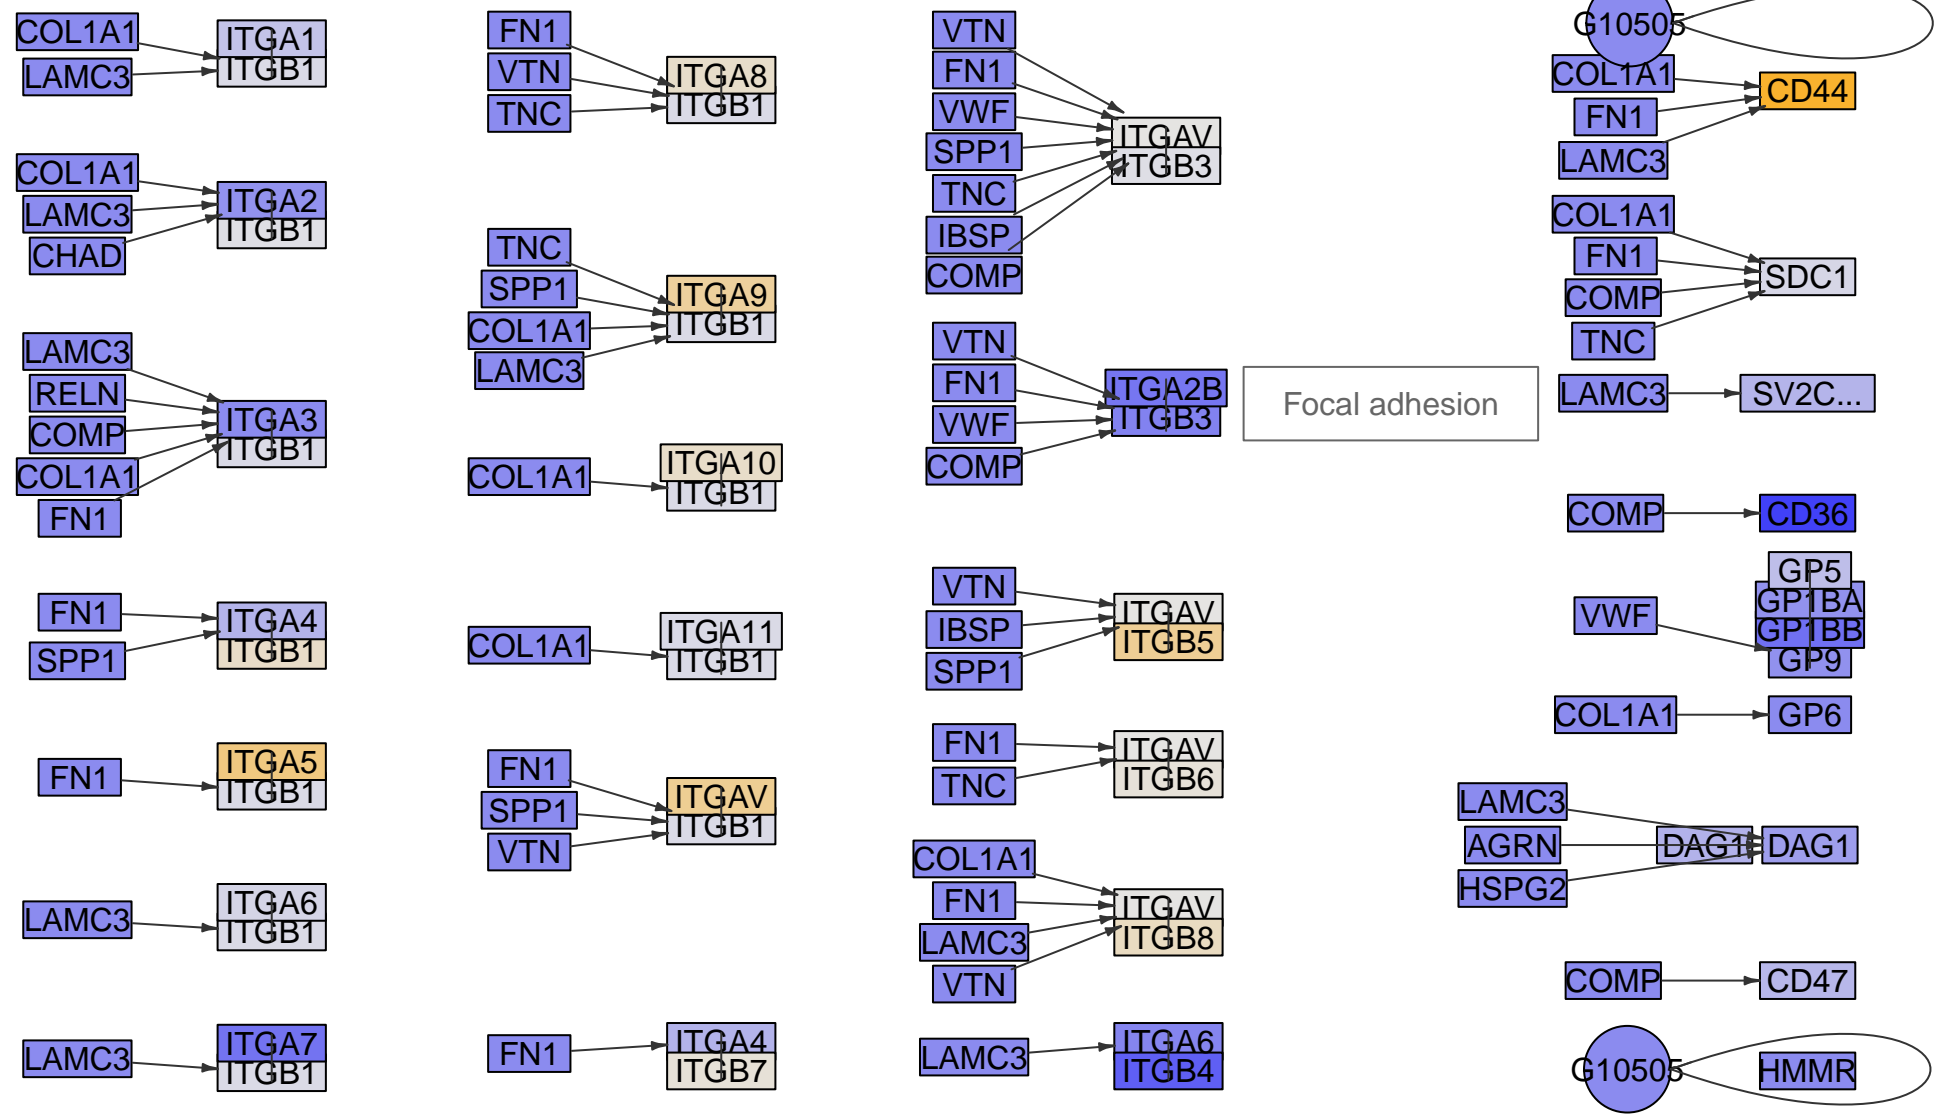 COL1A1
LAMC3
ITGA1
ITGB1
COL1A1
LAMC3
CHAD
ITGA2
ITGB1
LAMC3
RELN
COMP
COL1A1
FN1
ITGA3
ITGB1
FN1
SPP1
ITGA4
ITGB1
FN1
ITGA5
ITGB1
LAMC3
ITGA6
ITGB1
LAMC3
ITGA7
ITGB1
FN1
VTN
TNC
ITGA8
ITGB1
TNC
SPP1
COL1A1
LAMC3
ITGA9
ITGB1
COL1A1
ITGA10
ITGB1
COL1A1
ITGA11
ITGB1
FN1
SPP1
VTN
ITGAV
ITGB1
FN1
ITGA4
ITGB7
VTN
FN1
VWF
SPP1
TNC
IBSP
COMP
ITGAV
ITGB3
VTN
FN1
VWF
COMP
ITGA2B
ITGB3
Focal adhesion
VTN
IBSP
SPP1
ITGAV
ITGB5
FN1
TNC
ITGAV
ITGB6
COL1A1
FN1
LAMC3
VTN
ITGAV
ITGB8
LAMC3
ITGA6
ITGB4
G10505
COL1A1
FN1
LAMC3
CD44
COL1A1
FN1
COMP
TNC
SDC1
LAMC3
SV2C...
COMP
CD36
VWF
GP5
GP1BA
GP1BB
GP9
COL1A1
GP6
LAMC3
AGRN
HSPG2
DAG1
DAG1
COMP
CD47
G10505
HMMR